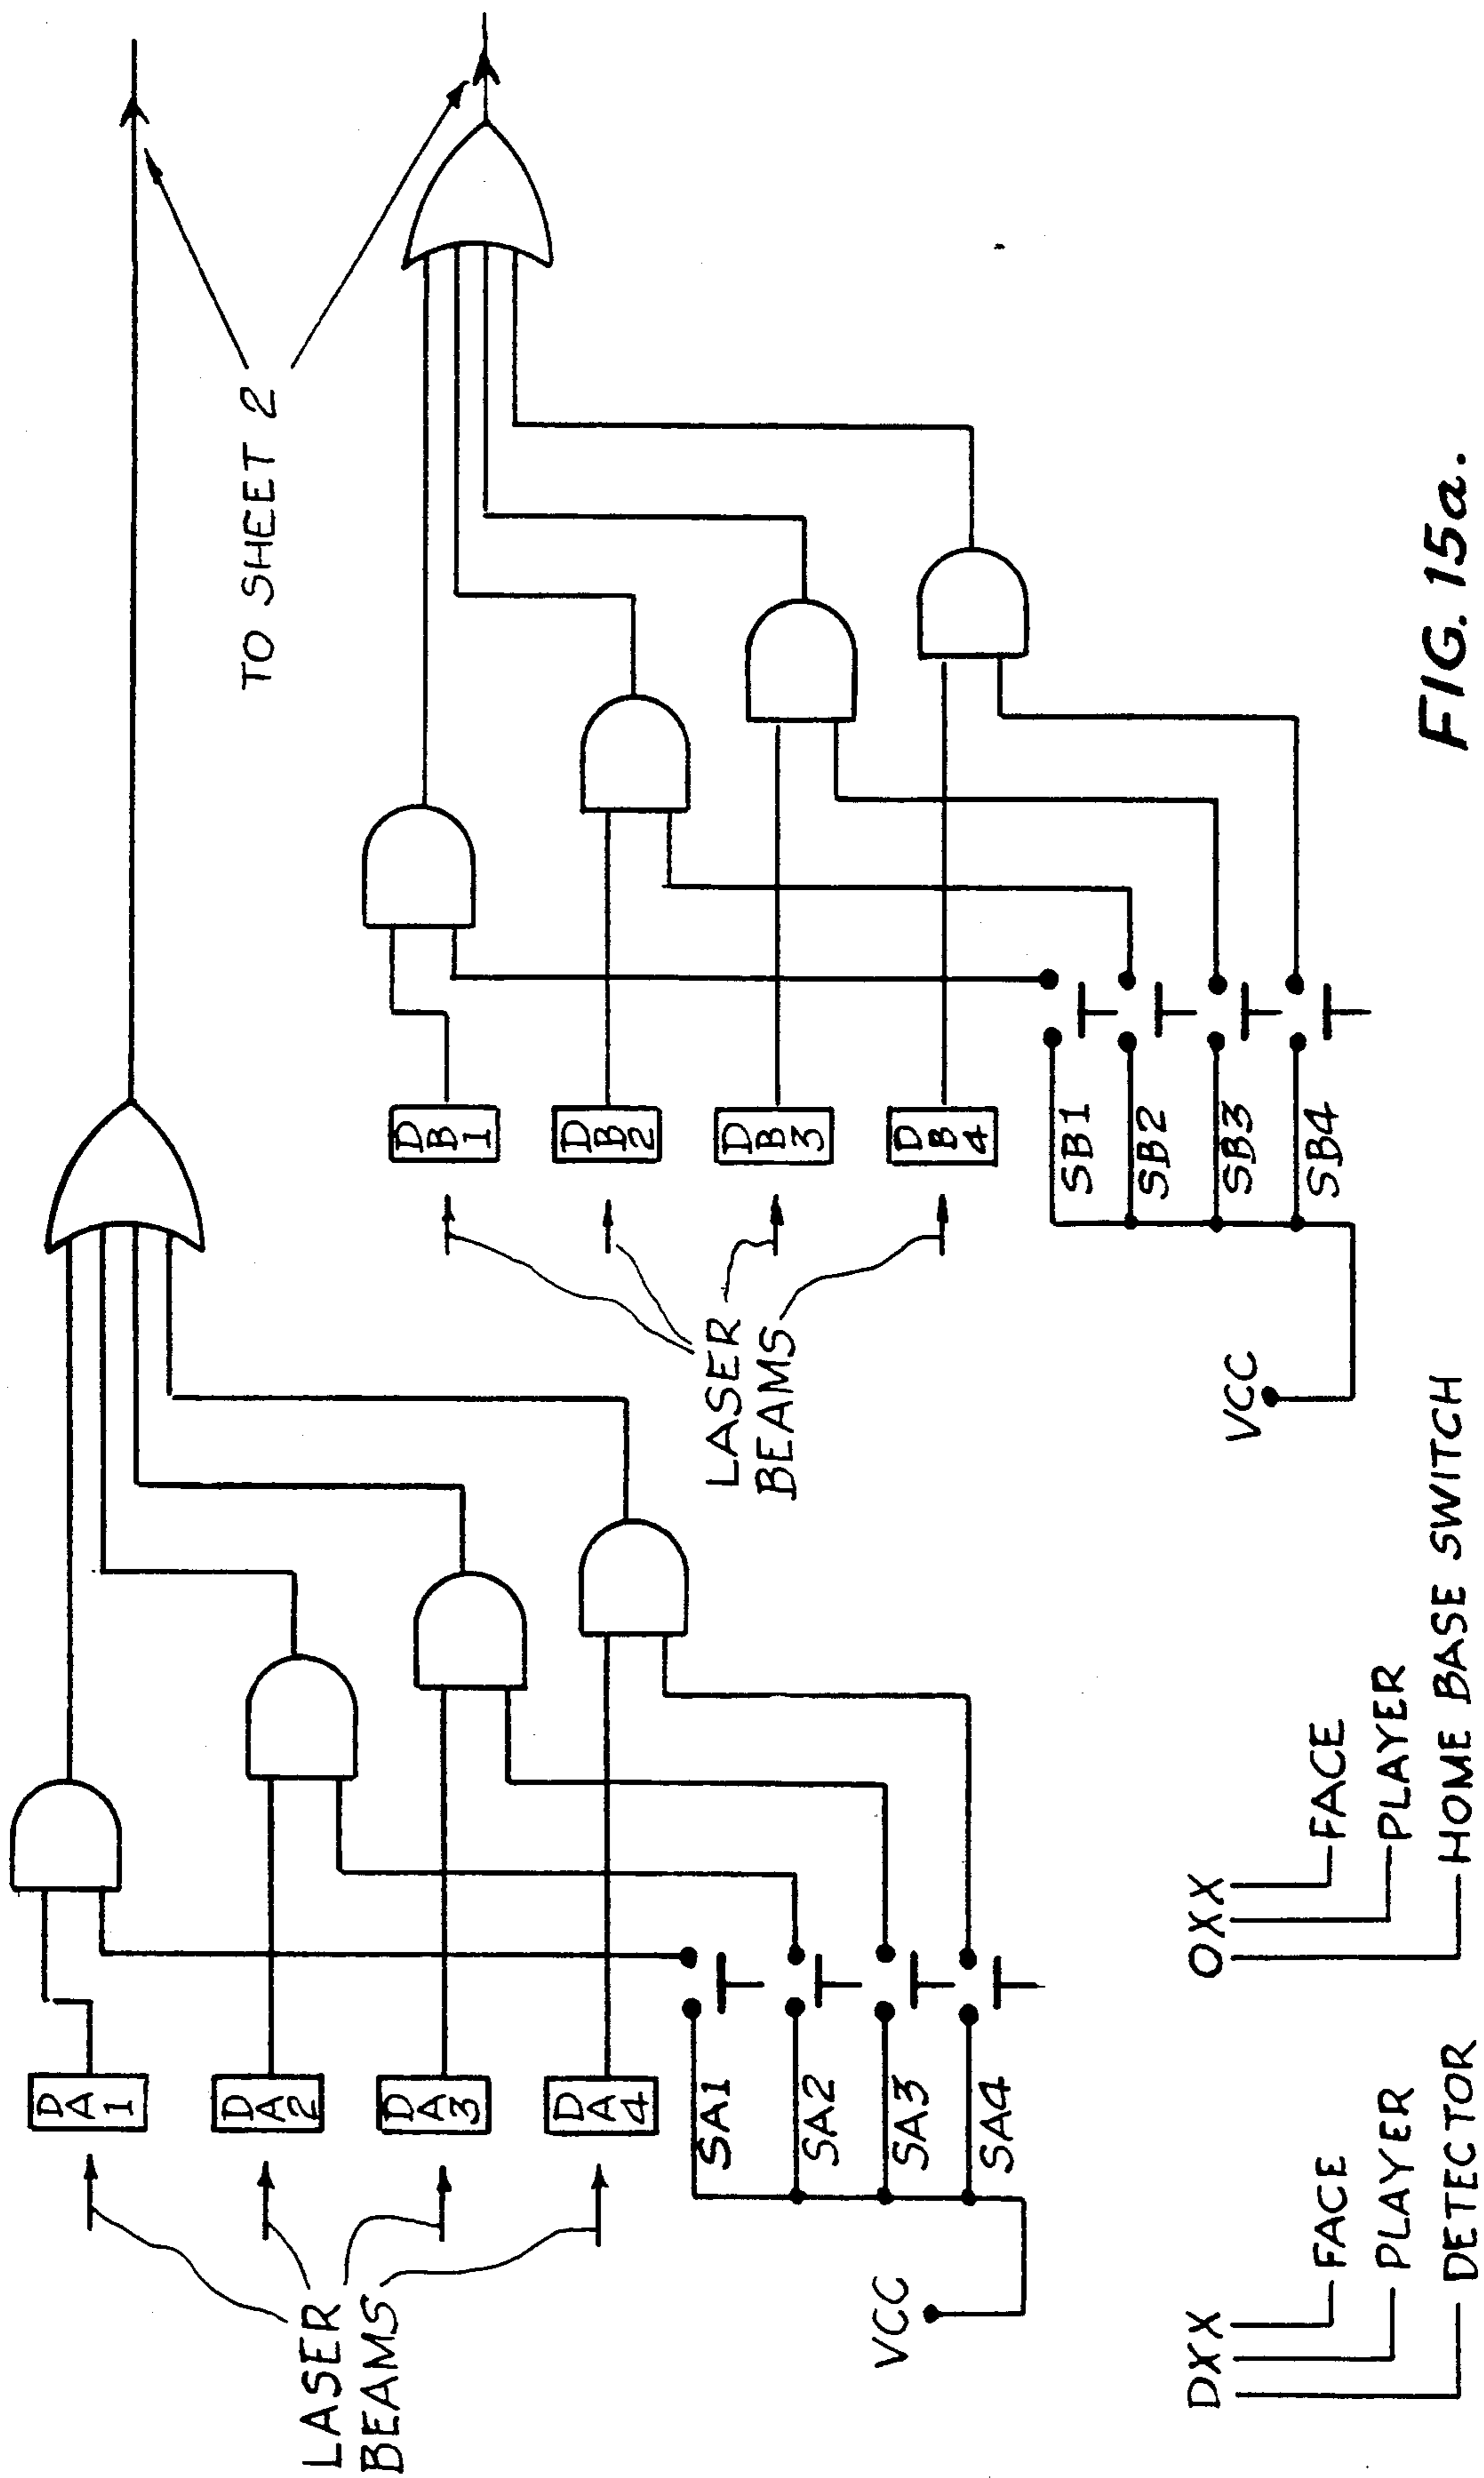 TO SHEET 2
D
A
1
D
A
2
D
A
3
D
A
4
LASER
BEAMS
SA1
SA2
SA3
SA4
VCC
D
B
1
D
B
2
D
B
3
D
B
4
LASER
BEAMS
SB1
SB2
SB3
SB4
VCC
DXX
FACE
PLAYER
DETECTOR
OXX
FACE
PLAYER
HOME BASE SWITCH
FIG. 15a.